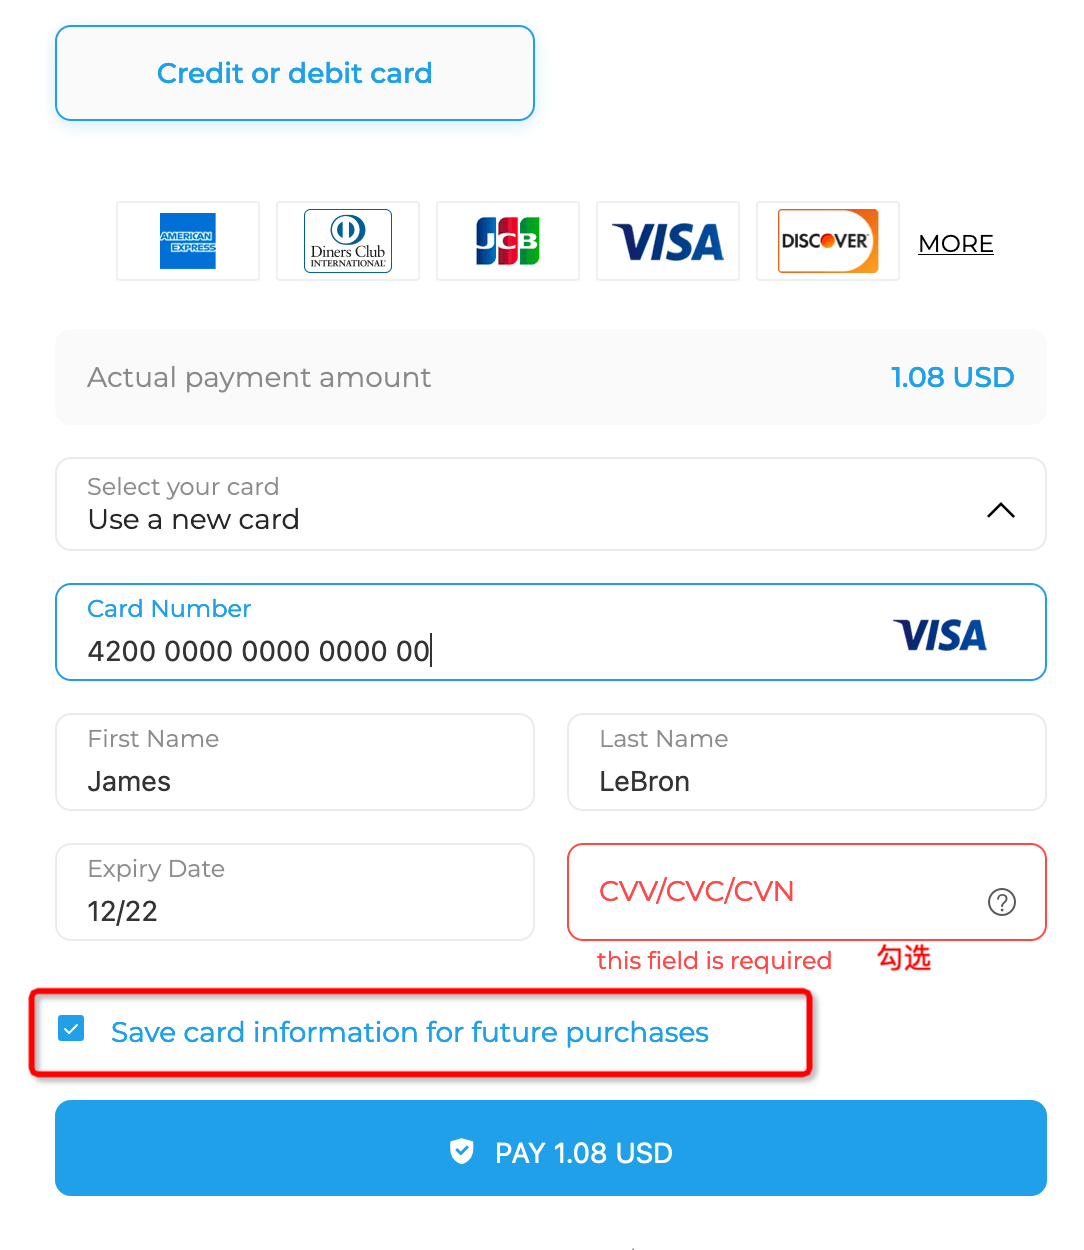 Credit or debit card
AMERICAN
EXPRESS
Diners Club
INTERNATIONAL
JCB
VISA
DISCOVER
MORE
Actual payment amount
1.08 USD
Select your card
Use a new card
Card Number
4200 0000 0000 0000 00
VISA
First Name
James
Last Name
LeBron
Expiry Date
12/22
CVV/CVC/CVN
this field is required
勾选
Save card information for future purchases
PAY 1.08 USD